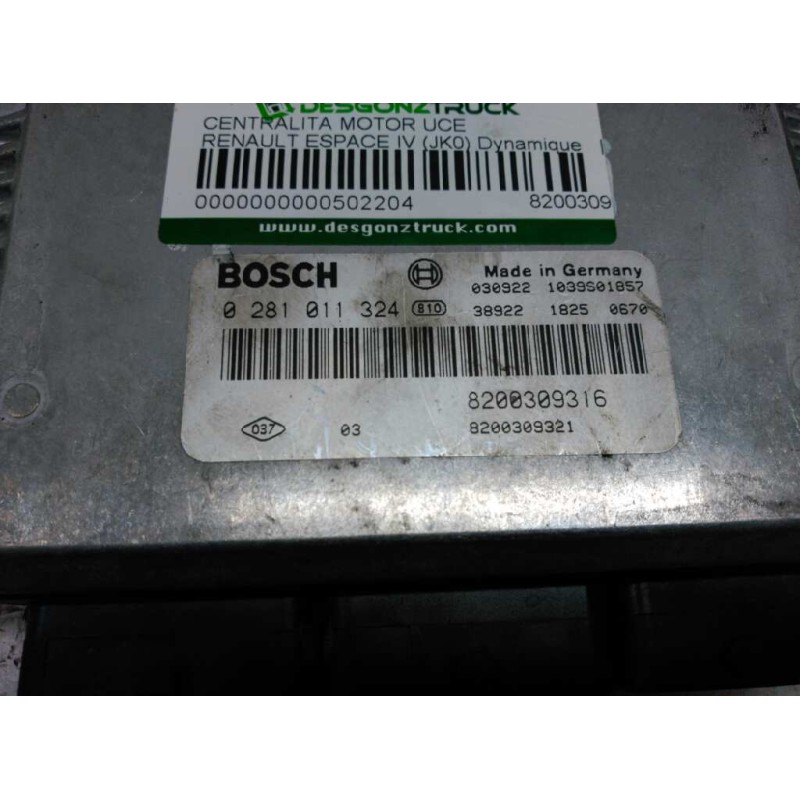 DESGONZTRUCK
CENTRALITA MOTOR UCE
RENAULT ESPACE IV (JK0) Dynamique
0000000000502204 8200309
www.desgonztruck.com
BOSCH Made in Germany
030922 1039S01857
0 281 011 324 B10 38922 1825 0670
8200309316
037 03 8200309321